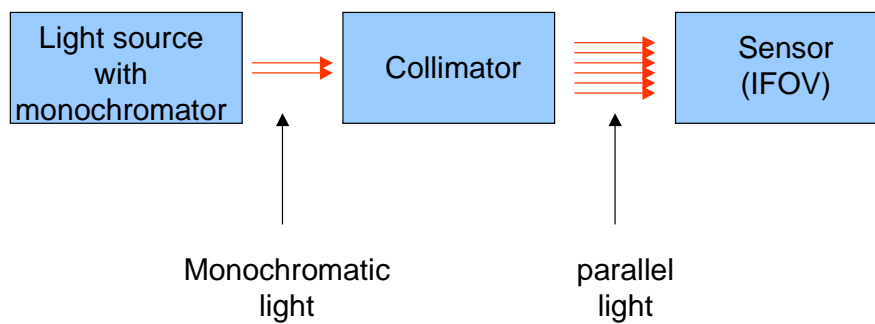 Light source
with
monochromator
Collimator
Sensor
(IFOV)
Monochromatic
light
parallel
light